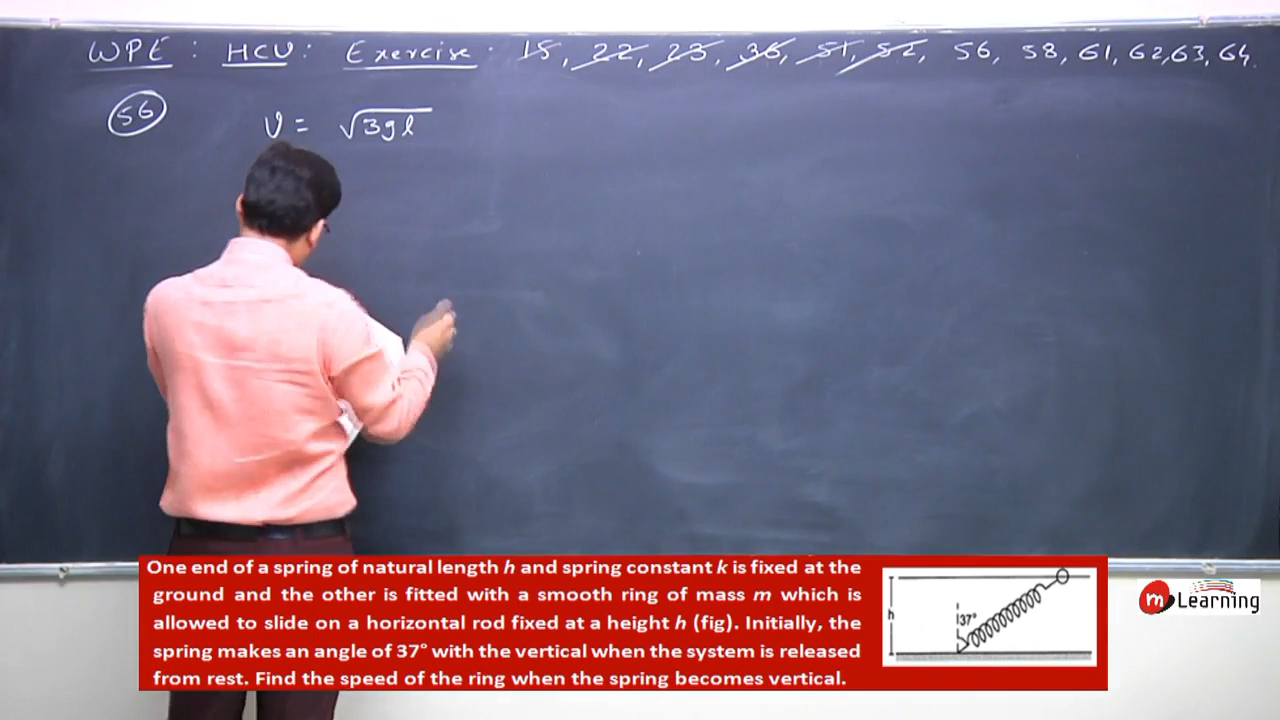 WPE : HCV : Exercise : 15, 22, 23, 36, 51, 52, 56, 58, 61, 62, 63, 64.
56 v = √3gl
One end of a spring of natural length h and spring constant k is fixed at the
ground and the other is fitted with a smooth ring of mass m which is
allowed to slide on a horizontal rod fixed at a height h (fig). Initially, the
spring makes an angle of 37° with the vertical when the system is released
from rest. Find the speed of the ring when the spring becomes vertical.
h
37°
m Learning